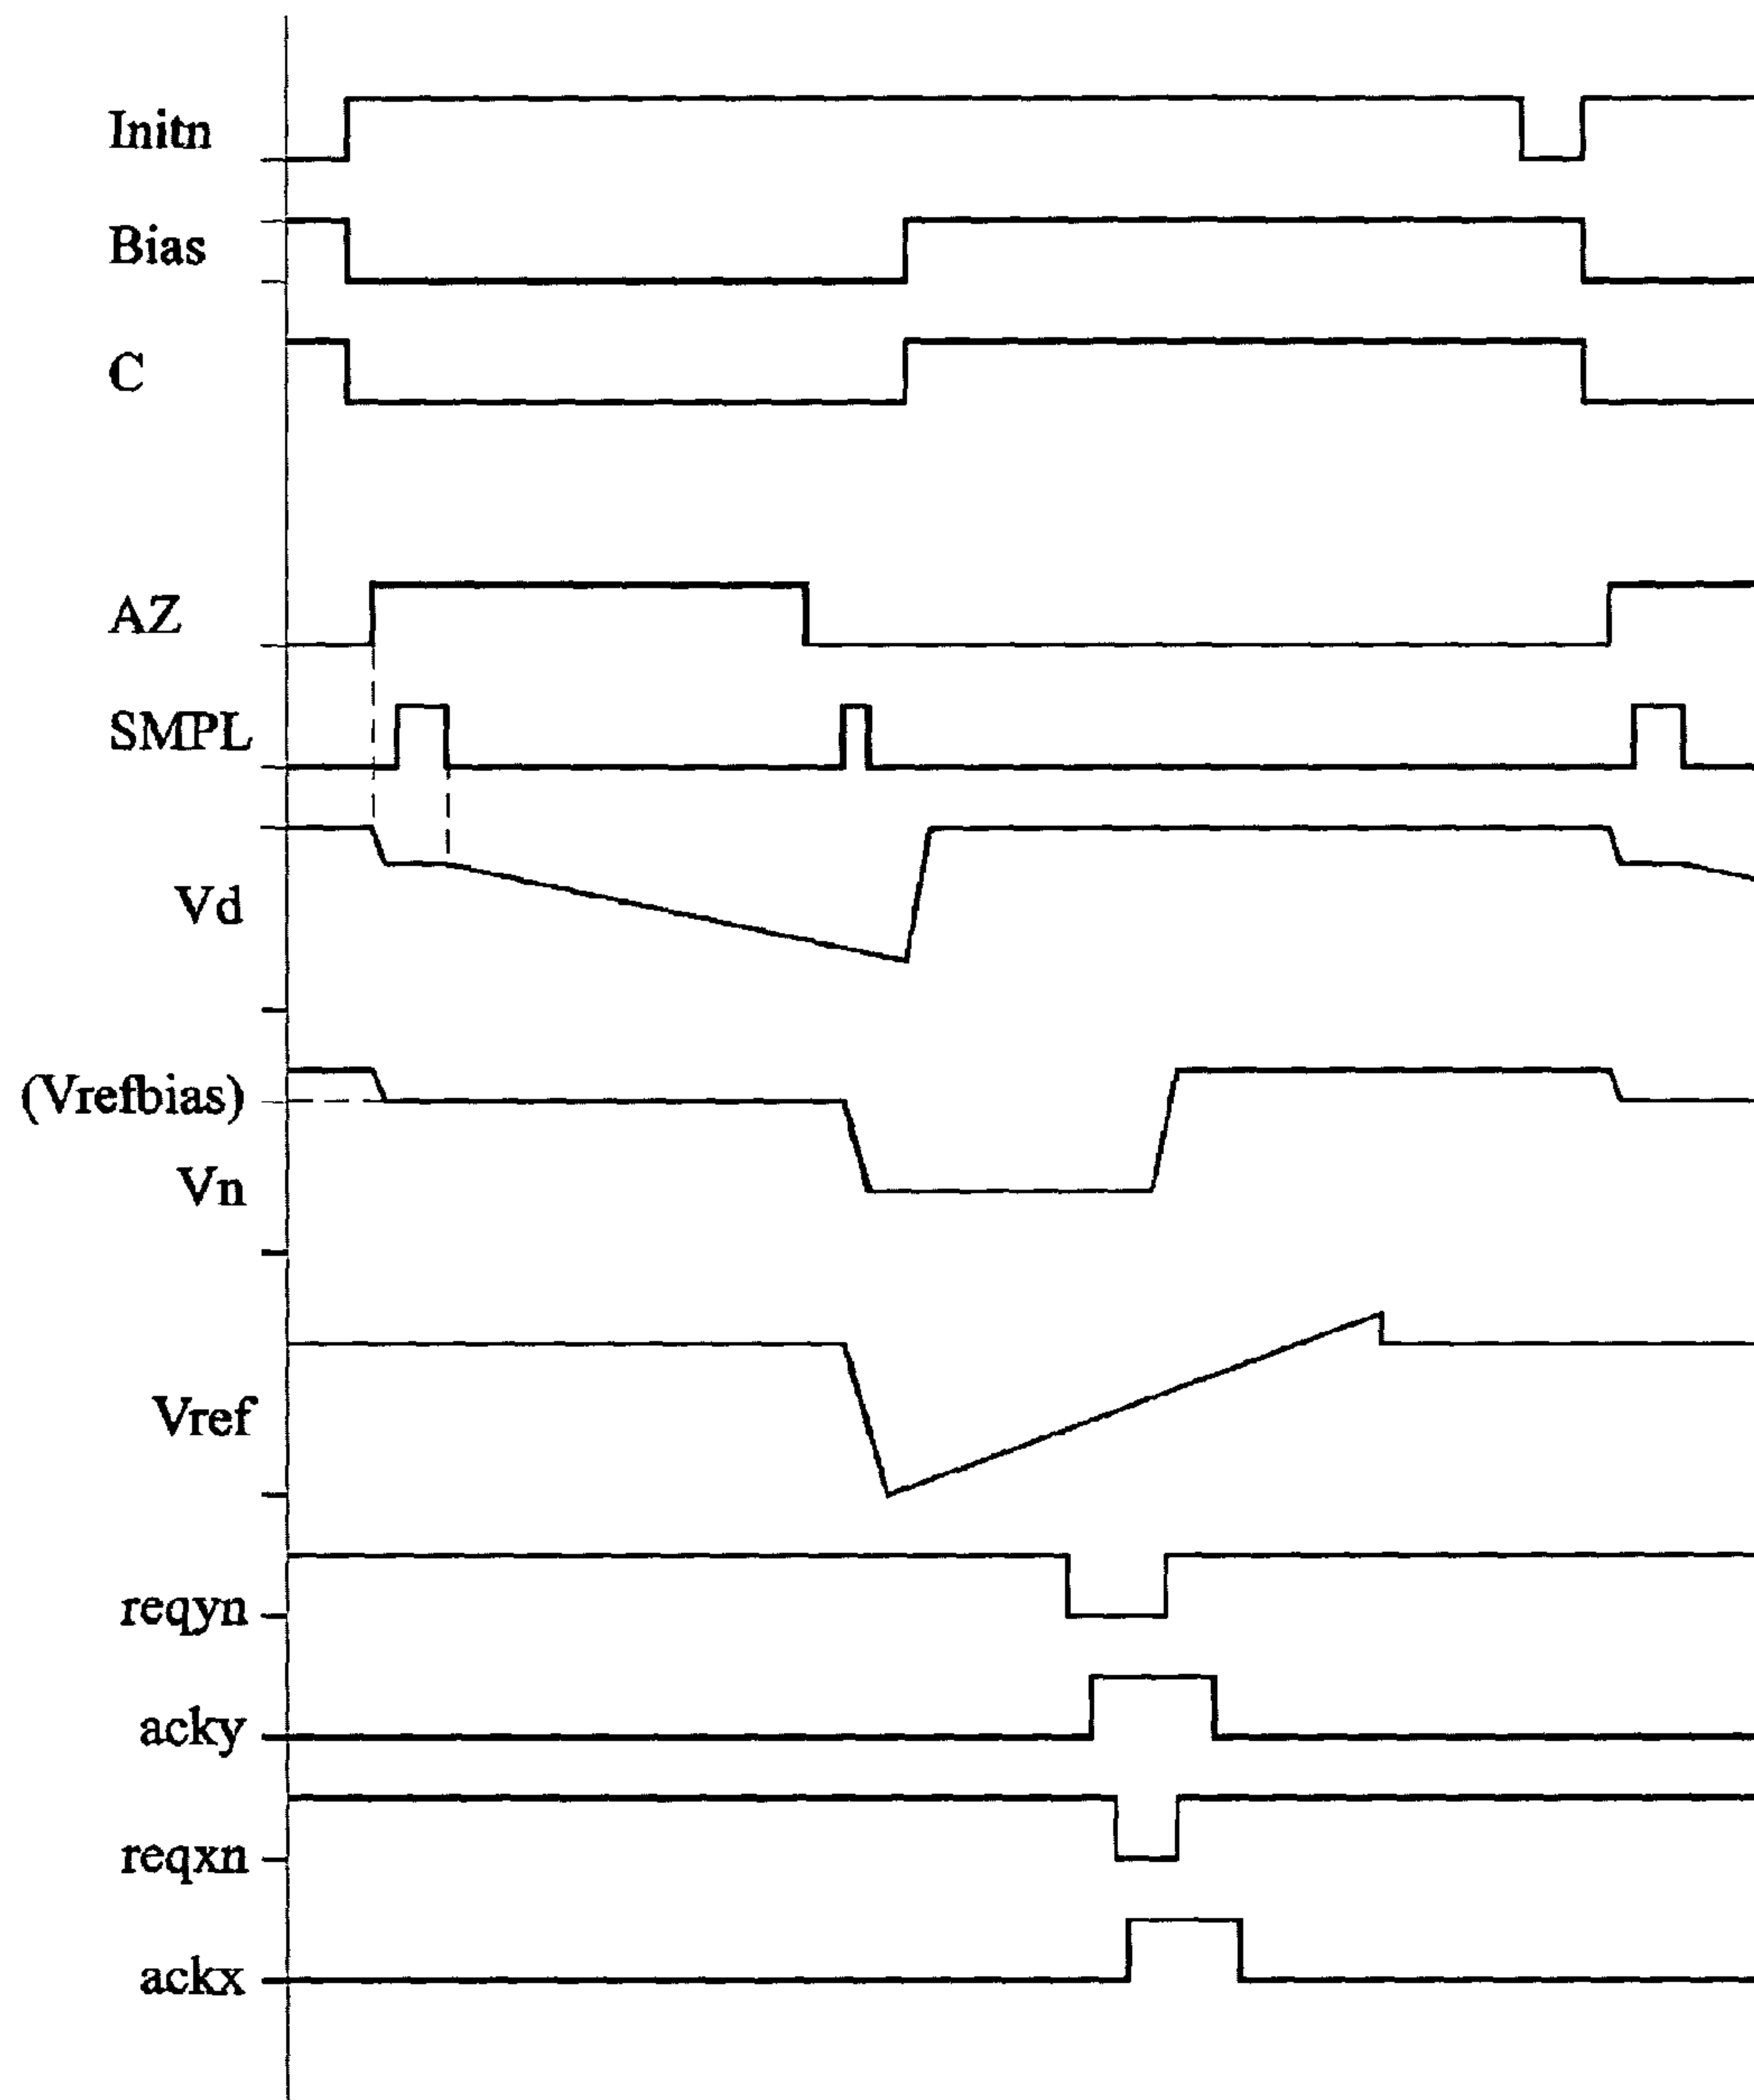 Initn
Bias
C
AZ
SMPL
Vd
(Vrefbias)
Vn
Vref
reqyn
acky
reqxn
ackx